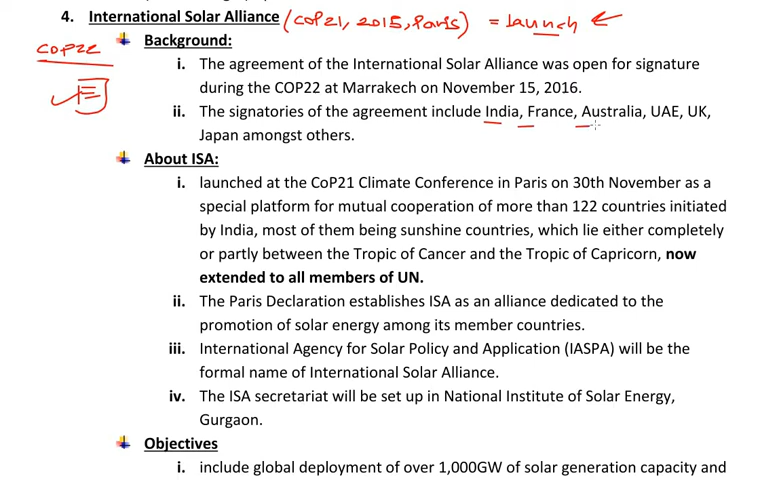 4. International Solar Alliance (COP21, 2015, Paris) = launch
COP22
Background:
i. The agreement of the International Solar Alliance was open for signature
during the COP22 at Marrakech on November 15, 2016.
ii. The signatories of the agreement include India, France, Australia, UAE, UK,
Japan amongst others.
About ISA:
i. launched at the CoP21 Climate Conference in Paris on 30th November as a
special platform for mutual cooperation of more than 122 countries initiated
by India, most of them being sunshine countries, which lie either completely
or partly between the Tropic of Cancer and the Tropic of Capricorn, now
extended to all members of UN.
ii. The Paris Declaration establishes ISA as an alliance dedicated to the
promotion of solar energy among its member countries.
iii. International Agency for Solar Policy and Application (IASPA) will be the
formal name of International Solar Alliance.
iv. The ISA secretariat will be set up in National Institute of Solar Energy,
Gurgaon.
Objectives
i. include global deployment of over 1,000GW of solar generation capacity and